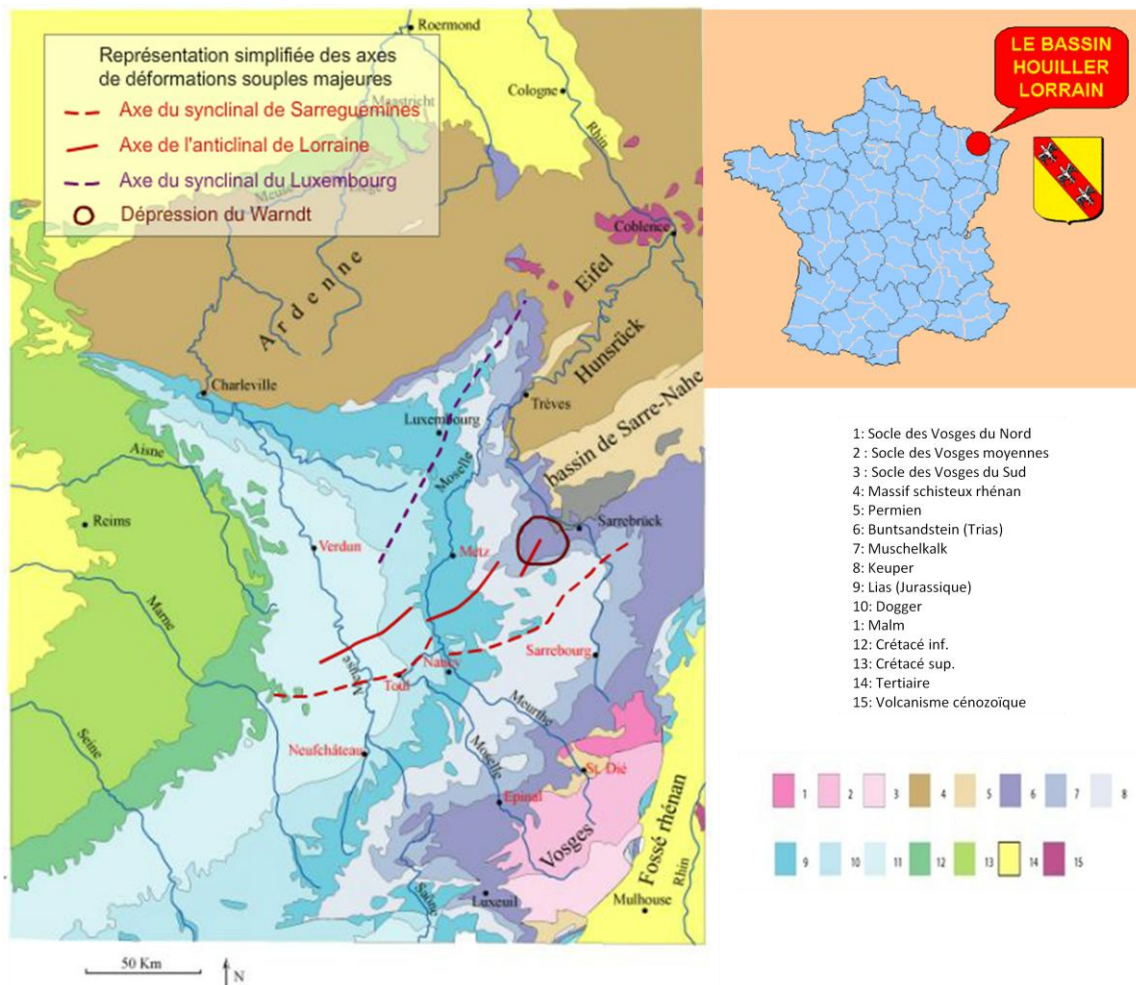 Représentation simplifiée des axes
de déformations souples majeures
Axe du synclinal de Sarreguemines
Axe de l'anticlinal de Lorraine
Axe du synclinal du Luxembourg
Dépression du Warndt
Roermond
Maastricht
Cologne
Rhin
Meuse
Coblence
Eifel
Ardenne
Hunsrück
Charleville
Trèves
Luxembourg
bassin de Sarre-Nahe
Aisne
Moselle
Reims
Sarrebrück
Verdun
Metz
Marne
Meuse
Nancy
Sarrebourg
Toul
Meurthe
Seine
Neufchâteau
Moselle
St. Dié
Epinal
Vosges
Fossé rhénan
Rhin
Saône
Luxeuil
Mulhouse
50 Km
N
LE BASSIN
HOUILLER
LORRAIN
1: Socle des Vosges du Nord
2 : Socle des Vosges moyennes
3 : Socle des Vosges du Sud
4: Massif schisteux rhénan
5: Permien
6: Buntsandstein (Trias)
7: Muschelkalk
8: Keuper
9: Lias (Jurassique)
10: Dogger
1: Malm
12: Crétacé inf.
13: Crétacé sup.
14: Tertiaire
15: Volcanisme cénozoïque
1 2 3 4 5 6 7 8
9 10 11 12 13 14 15